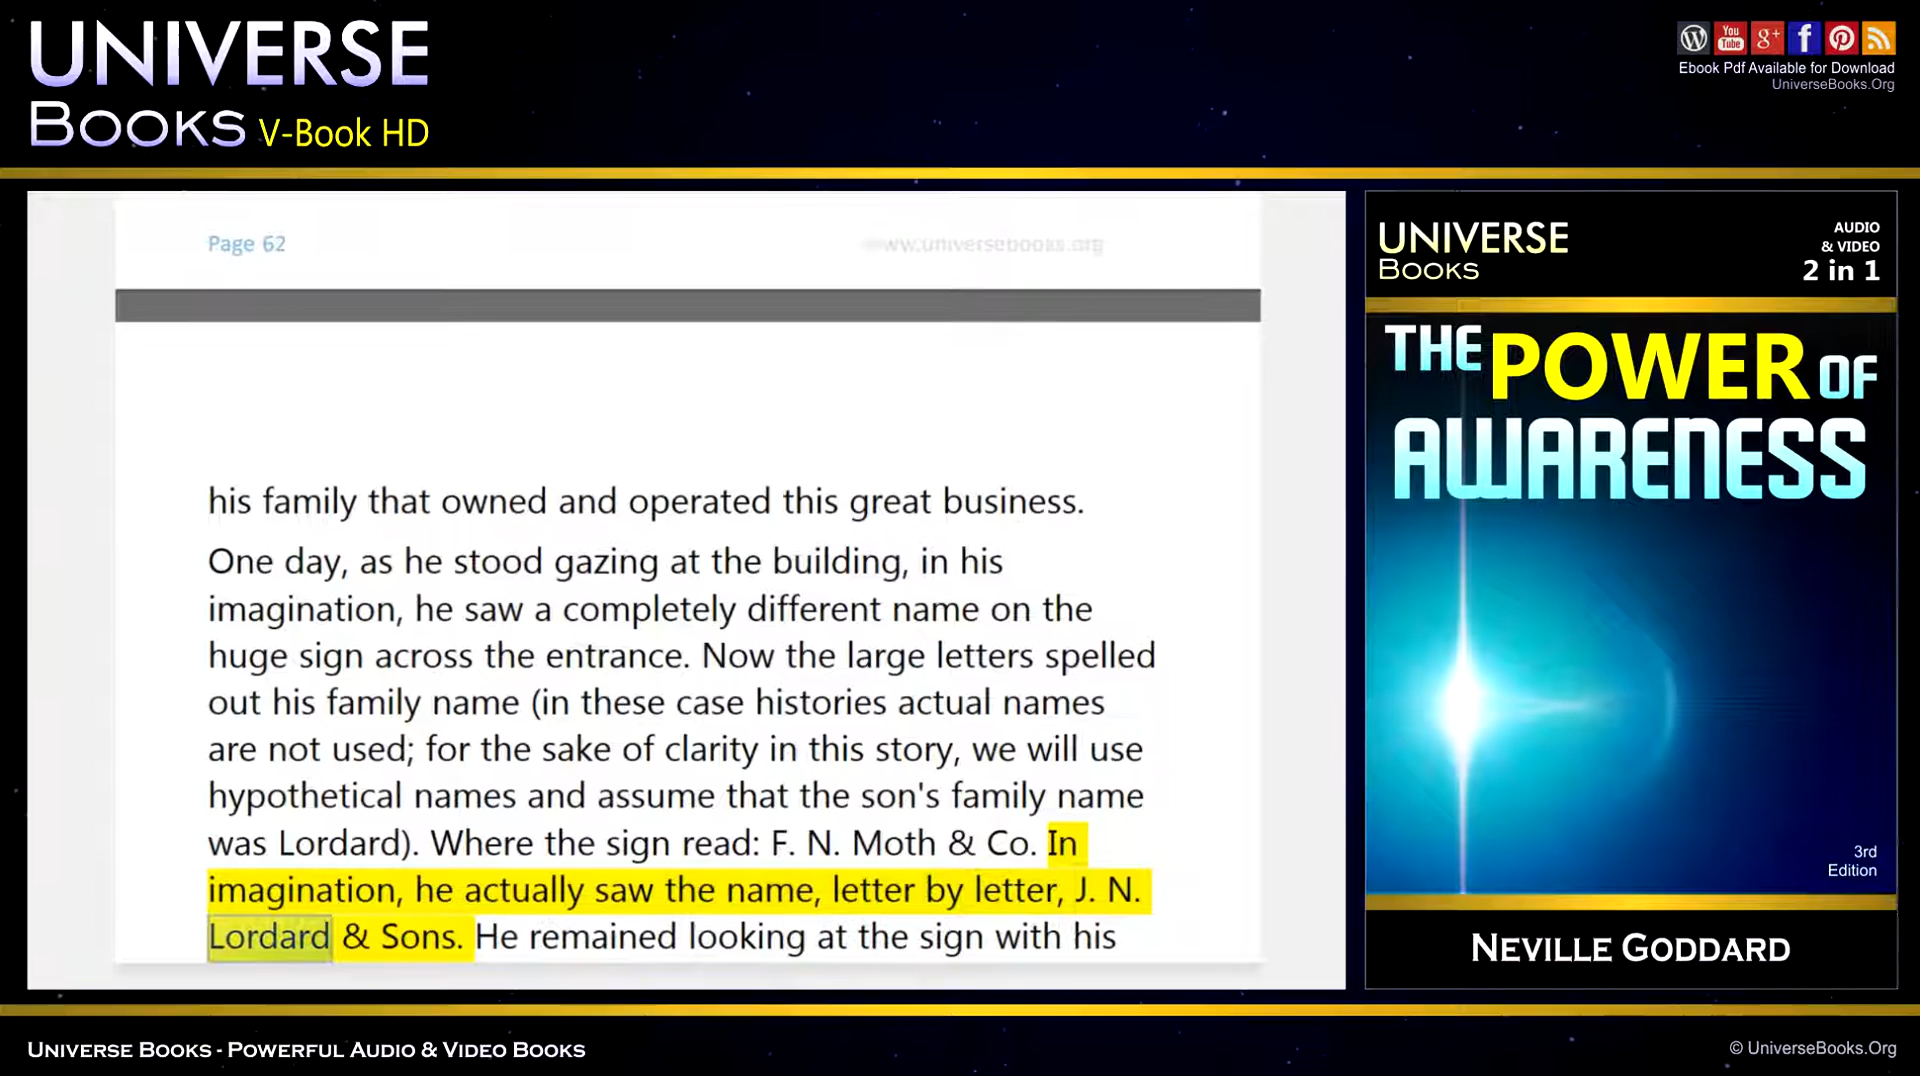 UNIVERSE
BOOKS V-Book HD
You
Tube
g+
f
Ebook Pdf Available for Download
UniverseBooks.Org
Page 62
www.universebooks.org
his family that owned and operated this great business.
One day, as he stood gazing at the building, in his
imagination, he saw a completely different name on the
huge sign across the entrance. Now the large letters spelled
out his family name (in these case histories actual names
are not used; for the sake of clarity in this story, we will use
hypothetical names and assume that the son's family name
was Lordard). Where the sign read: F. N. Moth & Co. In
imagination, he actually saw the name, letter by letter, J. N.
Lordard & Sons. He remained looking at the sign with his
UNIVERSE
BOOKS
AUDIO
& VIDEO
2 in 1
THE POWER OF
AWARENESS
3rd
Edition
NEVILLE GODDARD
UNIVERSE BOOKS - POWERFUL AUDIO & VIDEO BOOKS
© UniverseBooks.Org